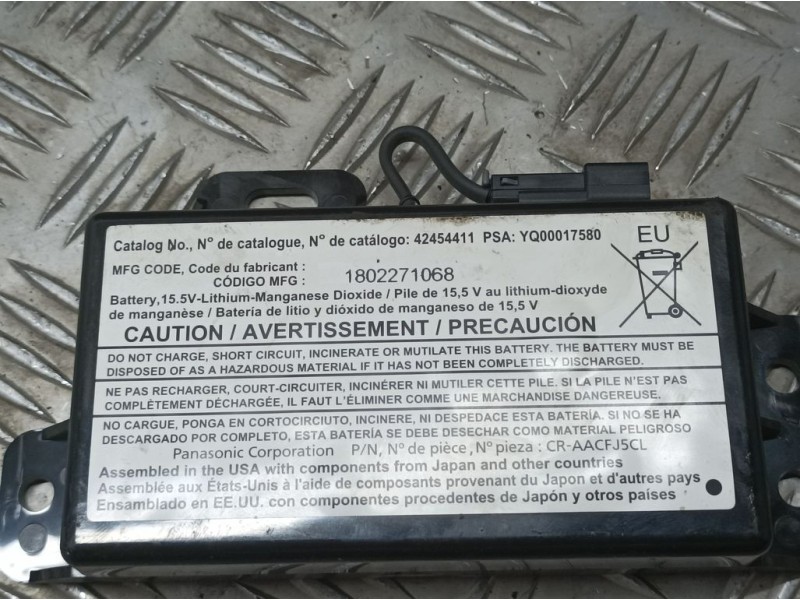 Catalog No., N° de catalogue, N° de catálogo: 42454411 PSA: YQ00017580
EU
MFG CODE, Code du fabricant :
CÓDIGO MFG :
1802271068
Battery,15.5V-Lithium-Manganese Dioxide / Pile de 15,5 V au lithium-dioxyde
de manganèse / Batería de lítio y dióxido de manganeso de 15,5 V
CAUTION / AVERTISSEMENT / PRECAUCIÓN
DO NOT CHARGE, SHORT CIRCUIT, INCINERATE OR MUTILATE THIS BATTERY. THE BATTERY MUST BE
DISPOSED OF AS A HAZARDOUS MATERIAL IF IT HAS NOT BEEN COMPLETELY DISCHARGED.
NE PAS RECHARGER, COURT-CIRCUITER, INCINÉRER NI MUTILER CETTE PILE. SI LA PILE N'EST PAS
COMPLÈTEMENT DÉCHARGÉE, IL FAUT L'ÉLIMINER COMME UNE MARCHANDISE DANGEREUSE.
NO CARGUE, PONGA EN CORTOCIRCIUTO, INCINERE, NI DESPEDACE ESTA BATERÍA. SI NO SE HA
DESCARGADO POR COMPLETO, ESTA BATERÍA SE DEBE DESECHAR COMO MATERIAL PELIGROSO
Panasonic Corporation P/N, N° de pièce, N° pieza : CR-AACFJ5CL
Assembled in the USA with components from Japan and other countries
Assemblée aux États-Unis à l'aide de composants provenant du Japon et d'autres pays
Ensamblado en EE.UU. con componentes procedentes de Japón y otros países